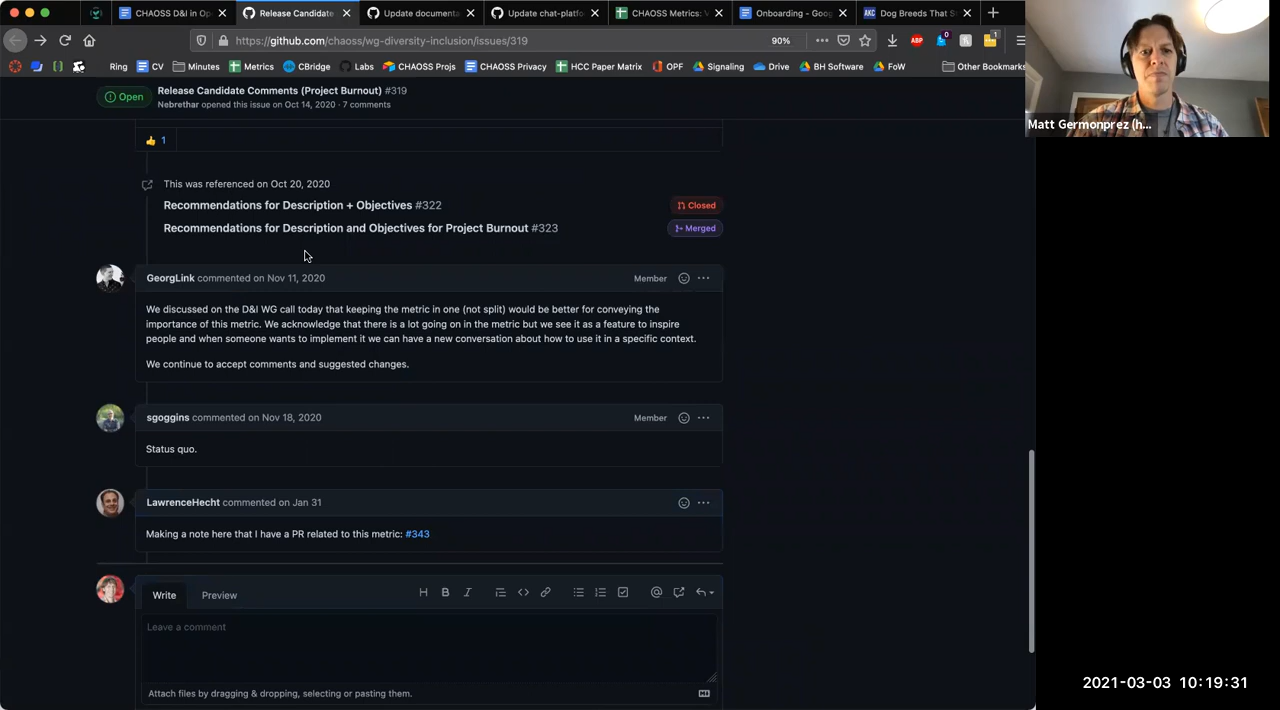 CHAOSS D&I in Op
Release Candidate
Update documenta
Update chat-platfo
CHAOSS Metrics: V
Onboarding - Goog
Dog Breeds That S
https://github.com/chaoss/wg-diversity-inclusion/issues/319
90%
Ring
CV
Minutes
Metrics
CBridge
Labs
CHAOSS Projs
CHAOSS Privacy
HCC Paper Matrix
OPF
Signaling
Drive
BH Software
FoW
Other Bookmarks
Open
Release Candidate Comments (Project Burnout) #319
Nebrethar opened this issue on Oct 14, 2020 · 7 comments
👍 1
This was referenced on Oct 20, 2020
Recommendations for Description + Objectives #322
Closed
Recommendations for Description and Objectives for Project Burnout #323
Merged
GeorgLink commented on Nov 11, 2020
Member
We discussed on the D&I WG call today that keeping the metric in one (not split) would be better for conveying the
importance of this metric. We acknowledge that there is a lot going on in the metric but we see it as a feature to inspire
people and when someone wants to implement it we can have a new conversation about how to use it in a specific context.
We continue to accept comments and suggested changes.
sgoggins commented on Nov 18, 2020
Member
Status quo.
LawrenceHecht commented on Jan 31
Making a note here that I have a PR related to this metric: #343
Write
Preview
Leave a comment
Attach files by dragging & dropping, selecting or pasting them.
Matt Germonprez (h...
2021-03-03 10:19:31